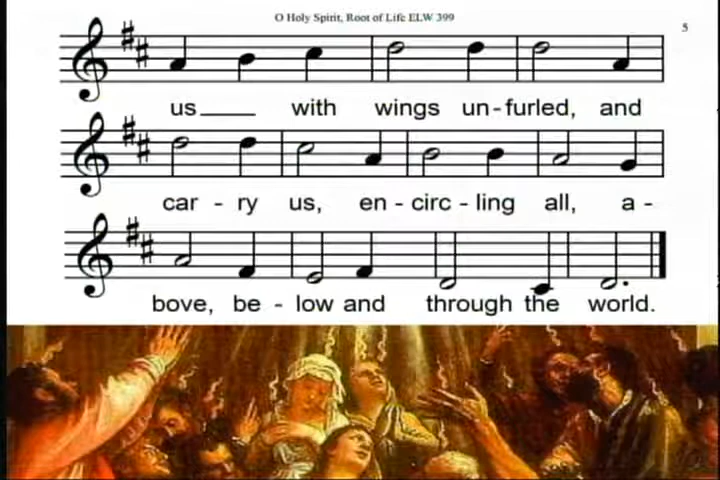 O Holy Spirit, Root of Life ELW 399
5
us____ with wings un-furled, and
car - ry us, en - circ - ling all, a -
bove, be - low and through the world.